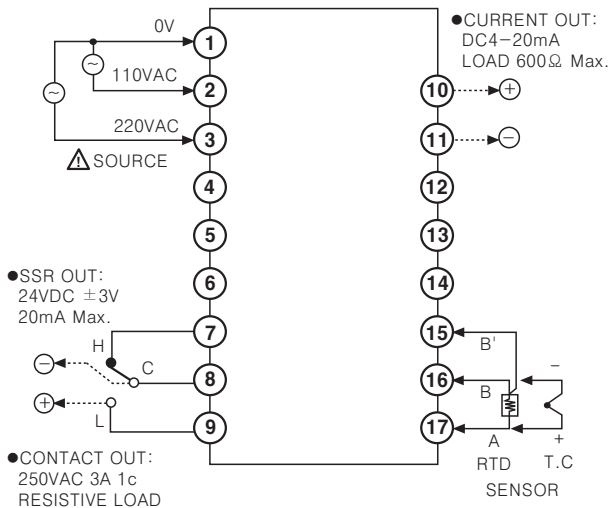 0V
110VAC
220VAC
⚠ SOURCE
1
2
3
4
5
6
7
8
9
●SSR OUT:
24VDC ±3V
20mA Max.
H
C
L
●CONTACT OUT:
250VAC 3A 1c
RESISTIVE LOAD
●CURRENT OUT:
DC4-20mA
LOAD 600Ω Max.
10
11
12
13
14
15
16
17
B'
B
A
RTD
T.C
SENSOR